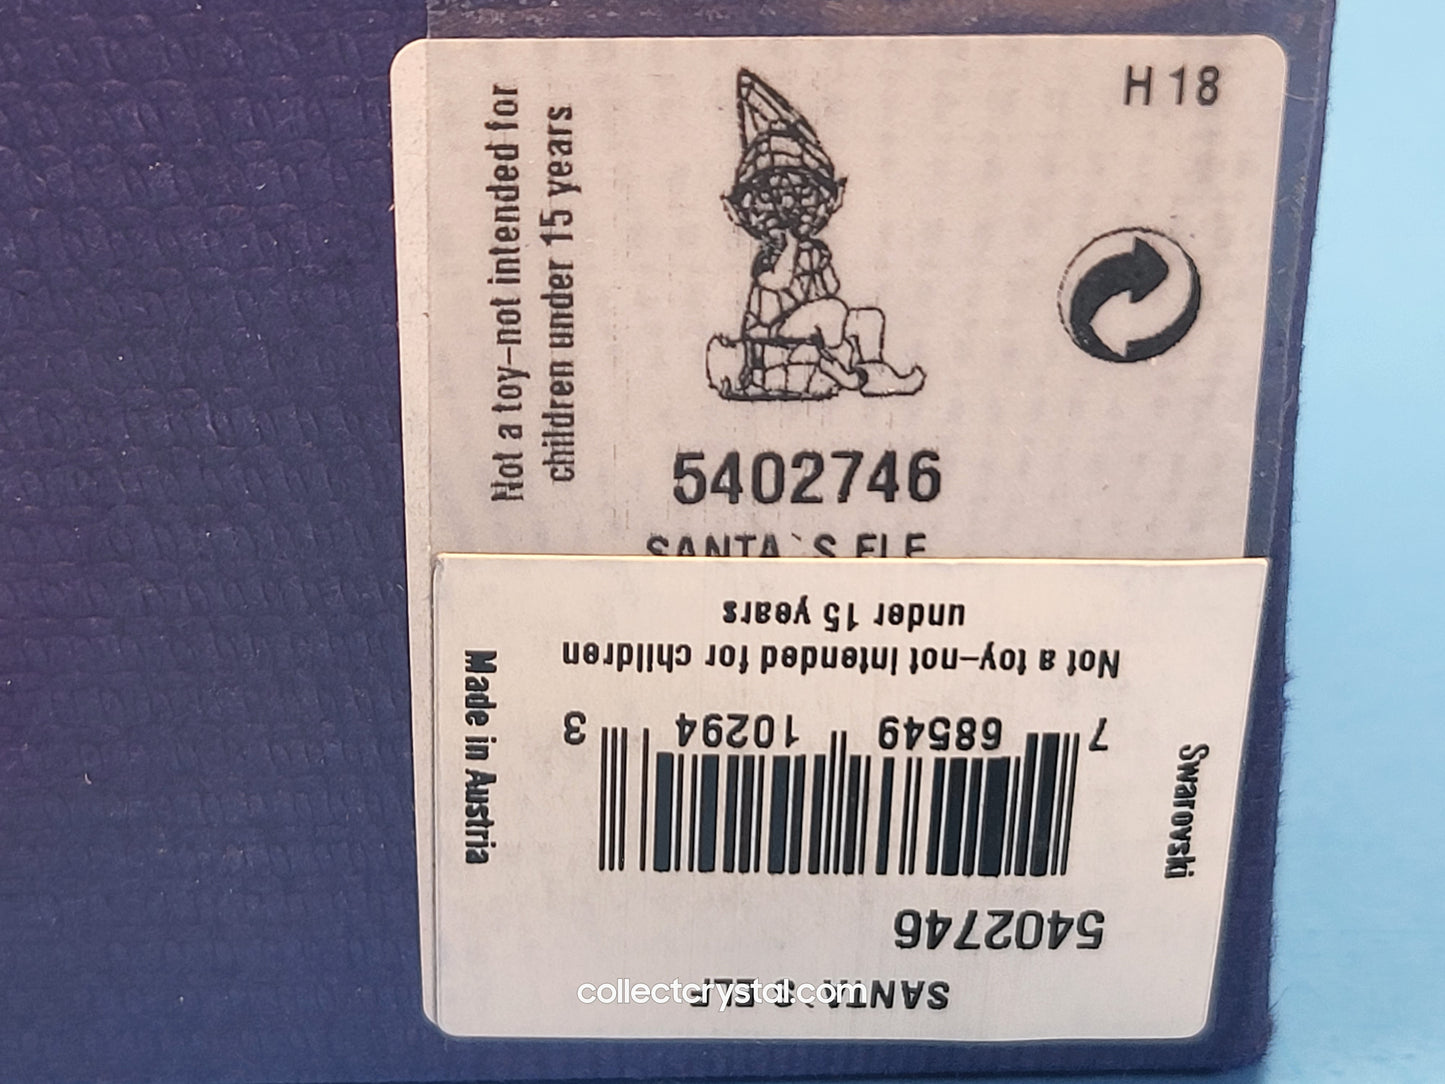 H 18
Not a toy–not intended for
children under 15 years
5402746
SANTA`S ELF
SANTA`S ELF
5402746
7 68549 10294 3
Not a toy–not intended for children
under 15 years
Made in Austria
Swarovski
collectcrystal.com